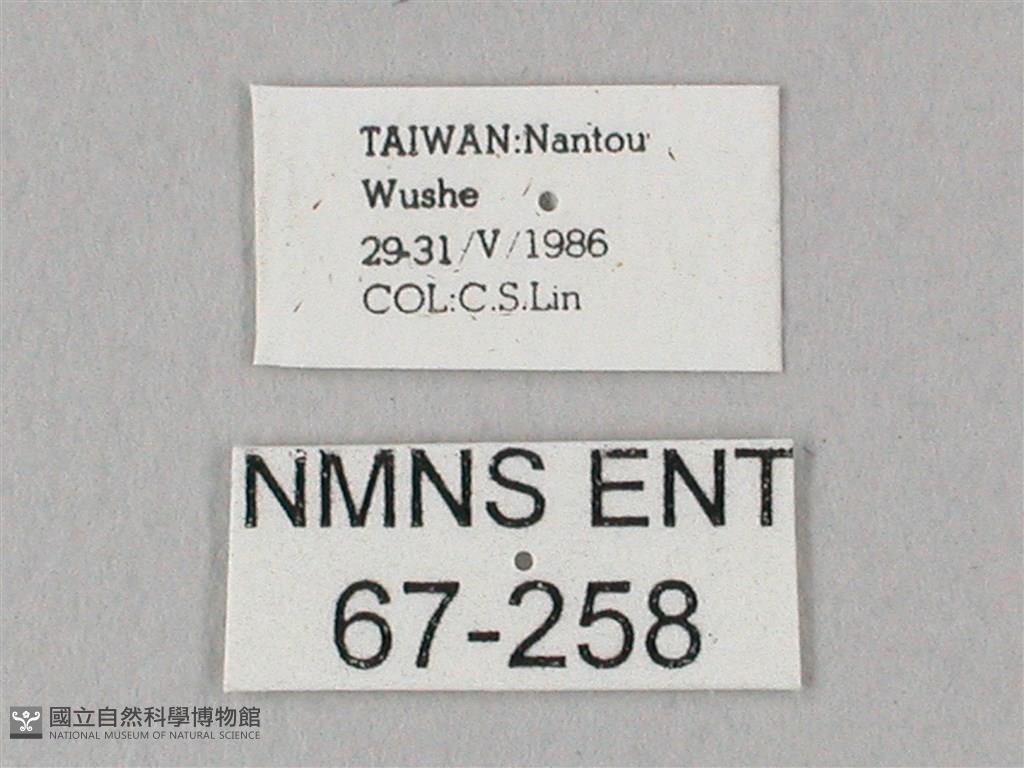 TAIWAN:Nantou
Wushe
29-31/V/1986
COL:C.S.Lin
NMNS ENT
67-258
國立自然科學博物館
NATIONAL MUSEUM OF NATURAL SCIENCE